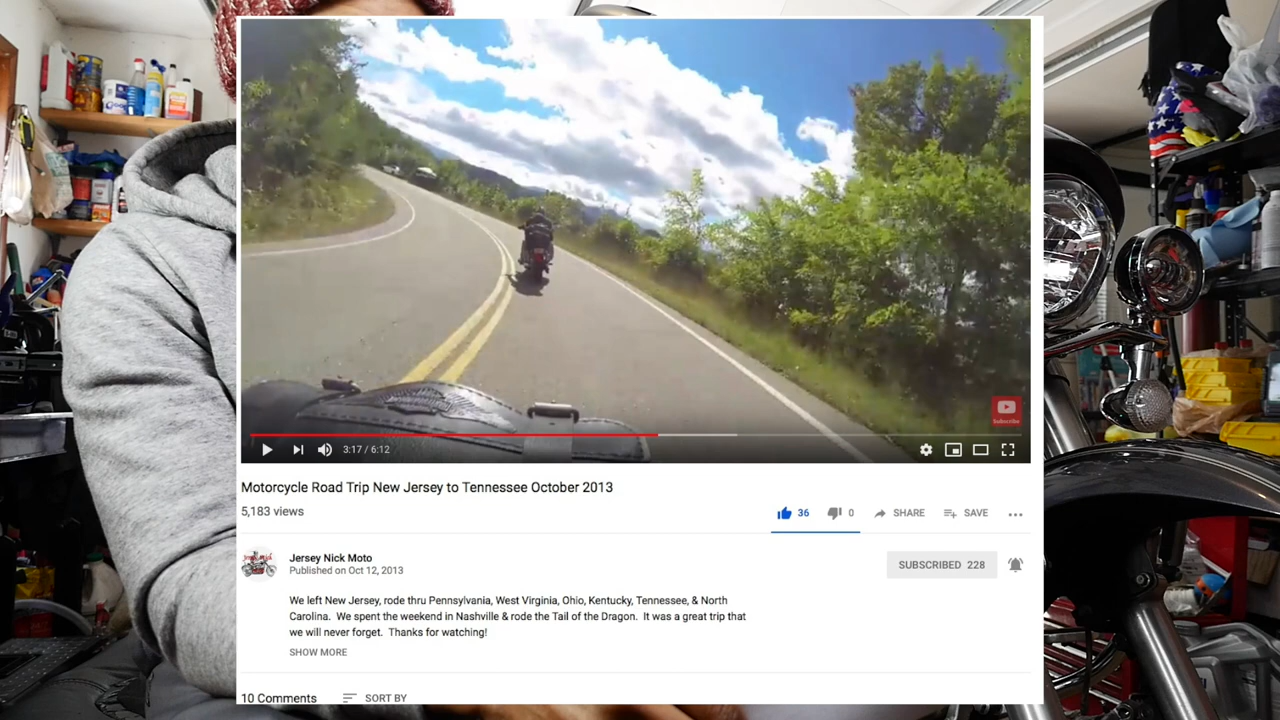 Subscribe
3:17 / 6:12
Motorcycle Road Trip New Jersey to Tennessee October 2013
5,183 views
36
0
SHARE
SAVE
Jersey Nick Moto
Published on Oct 12, 2013
SUBSCRIBED 228
We left New Jersey, rode thru Pennsylvania, West Virginia, Ohio, Kentucky, Tennessee, & North
Carolina. We spent the weekend in Nashville & rode the Tail of the Dragon. It was a great trip that
we will never forget. Thanks for watching!
SHOW MORE
10 Comments
SORT BY